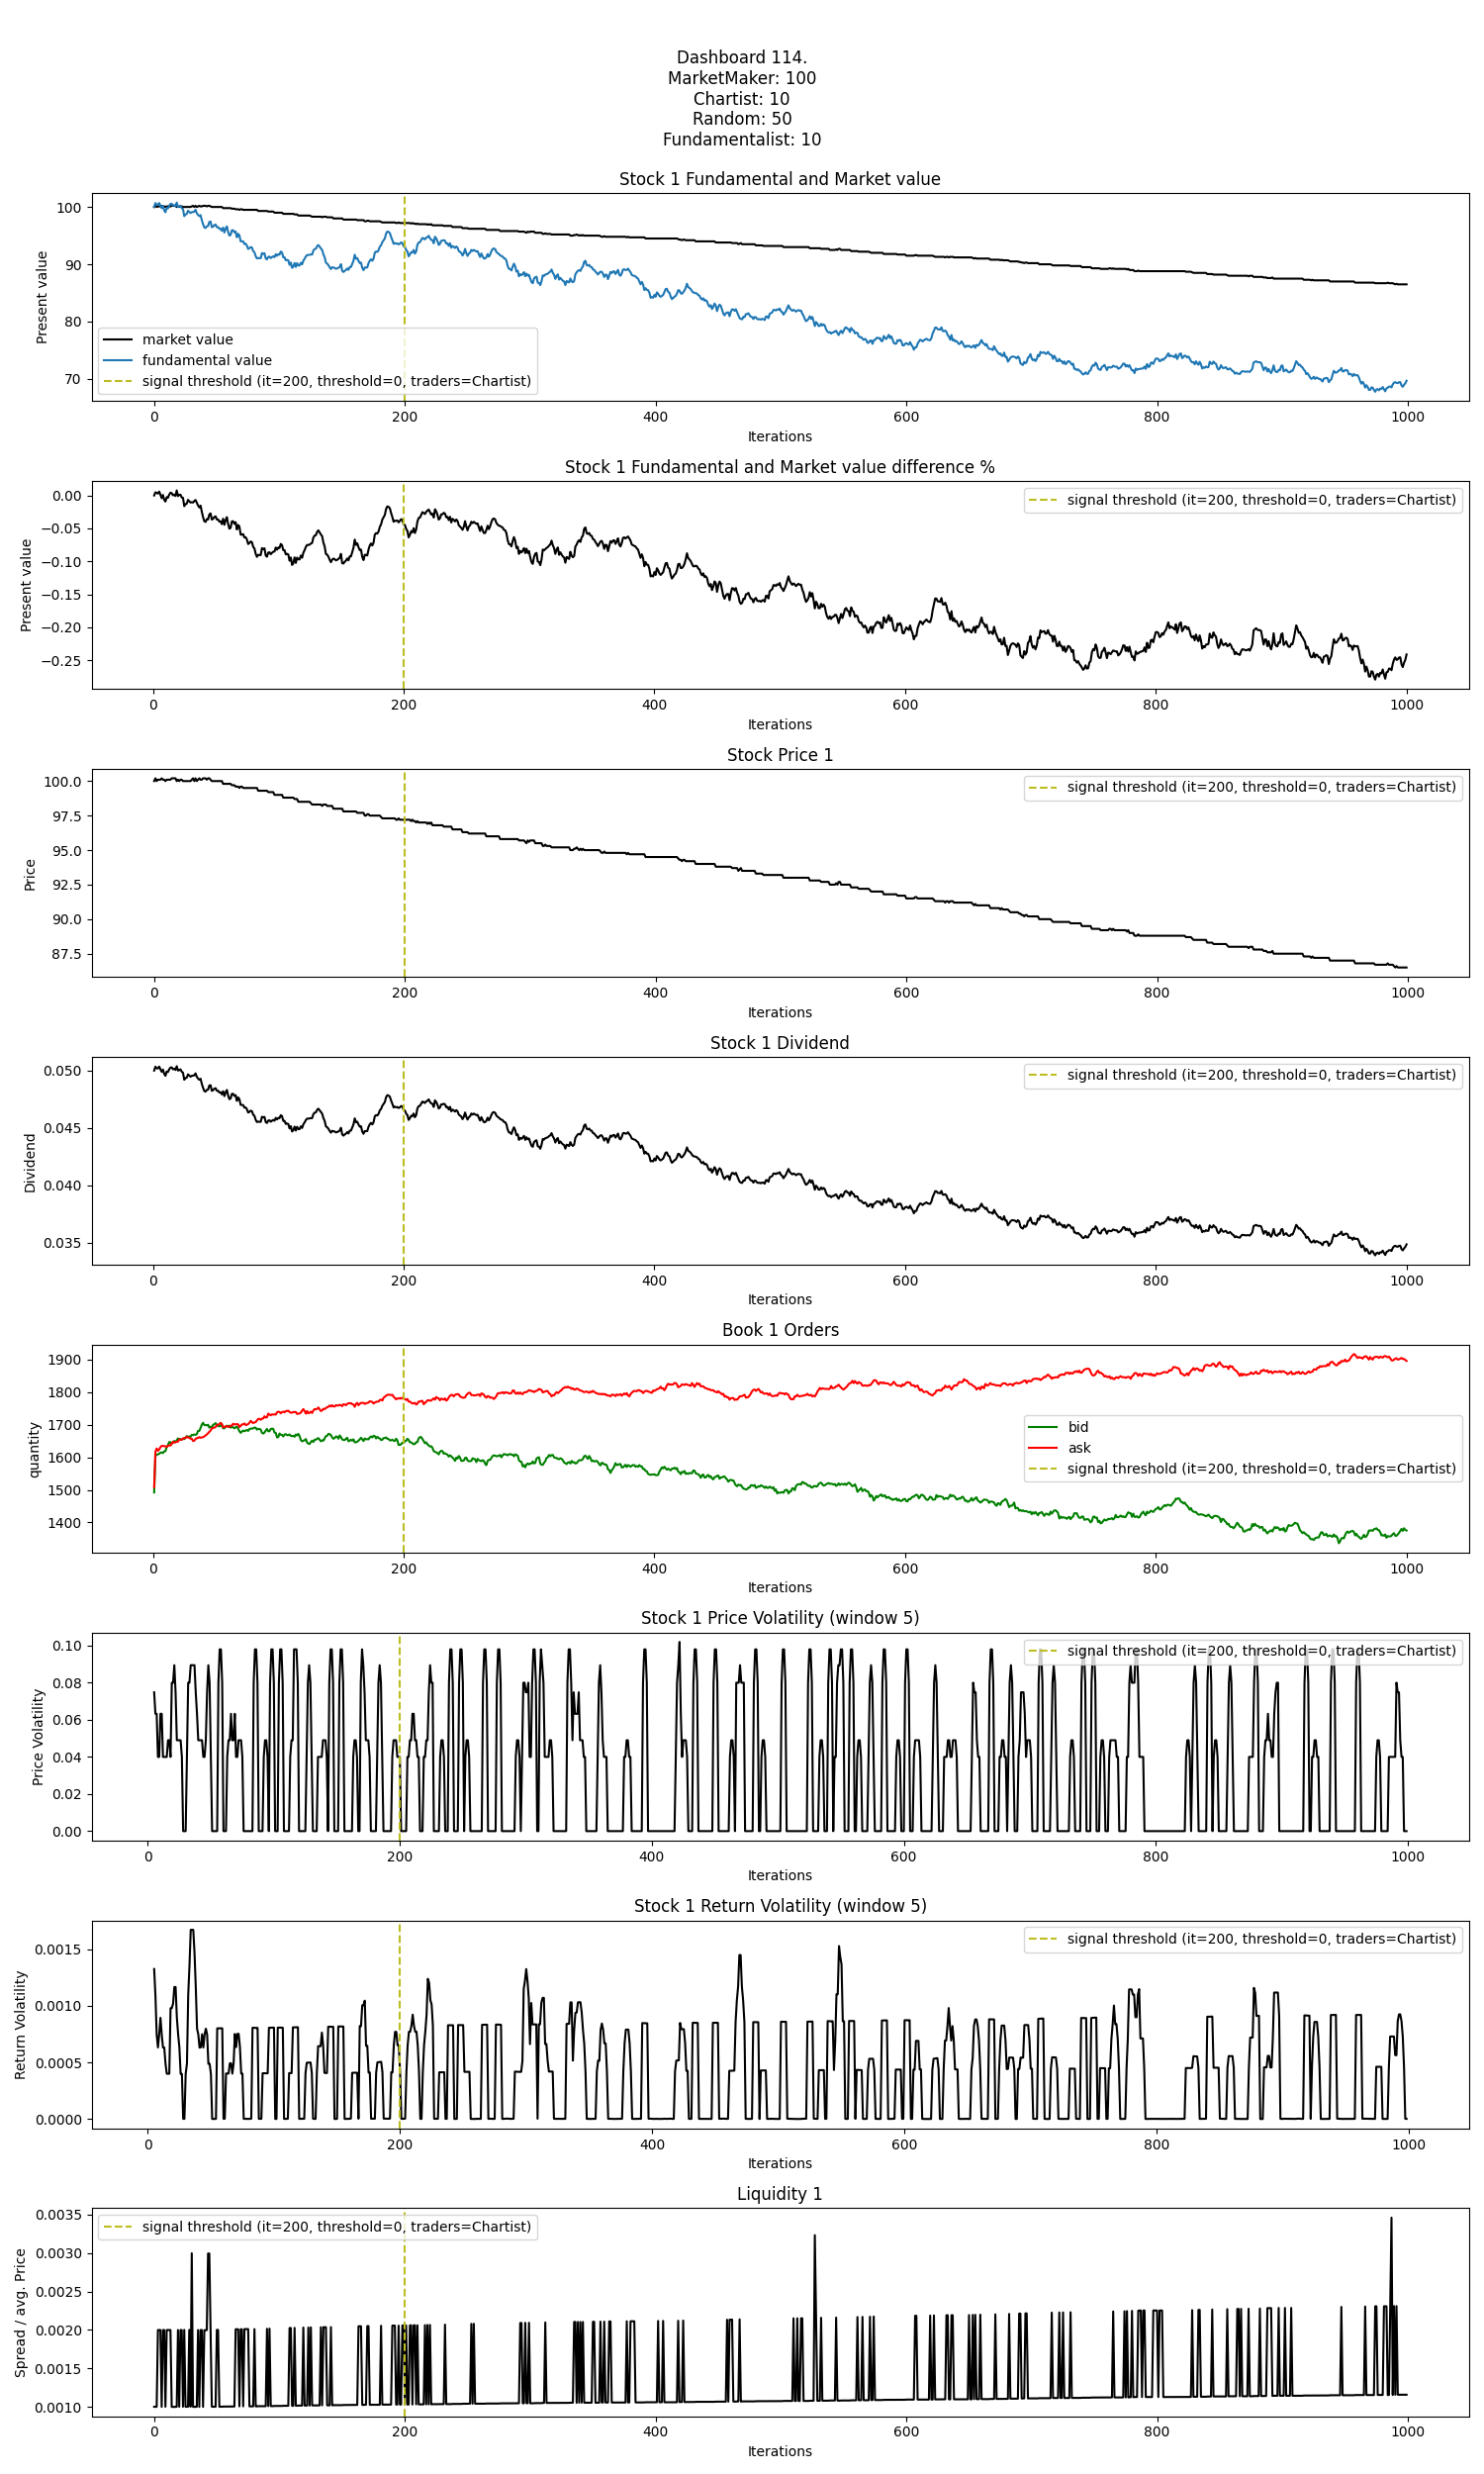 Dashboard 114.
MarketMaker: 100
Chartist: 10
Random: 50
Fundamentalist: 10
Stock 1 Fundamental and Market value
100
90
80
70
Present value
market value
fundamental value
signal threshold (it=200, threshold=0, traders=Chartist)
0 200 400 600 800 1000
Iterations
Stock 1 Fundamental and Market value difference %
0.00
−0.05
−0.10
−0.15
−0.20
−0.25
Present value
signal threshold (it=200, threshold=0, traders=Chartist)
0 200 400 600 800 1000
Iterations
Stock Price 1
100.0
97.5
95.0
92.5
90.0
87.5
Price
signal threshold (it=200, threshold=0, traders=Chartist)
0 200 400 600 800 1000
Iterations
Stock 1 Dividend
0.050
0.045
0.040
0.035
Dividend
signal threshold (it=200, threshold=0, traders=Chartist)
0 200 400 600 800 1000
Iterations
Book 1 Orders
1900
1800
1700
1600
1500
1400
quantity
bid
ask
signal threshold (it=200, threshold=0, traders=Chartist)
0 200 400 600 800 1000
Iterations
Stock 1 Price Volatility (window 5)
0.10
0.08
0.06
0.04
0.02
0.00
Price Volatility
signal threshold (it=200, threshold=0, traders=Chartist)
0 200 400 600 800 1000
Iterations
Stock 1 Return Volatility (window 5)
0.0015
0.0010
0.0005
0.0000
Return Volatility
signal threshold (it=200, threshold=0, traders=Chartist)
0 200 400 600 800 1000
Iterations
Liquidity 1
0.0035
0.0030
0.0025
0.0020
0.0015
0.0010
Spread / avg. Price
signal threshold (it=200, threshold=0, traders=Chartist)
0 200 400 600 800 1000
Iterations